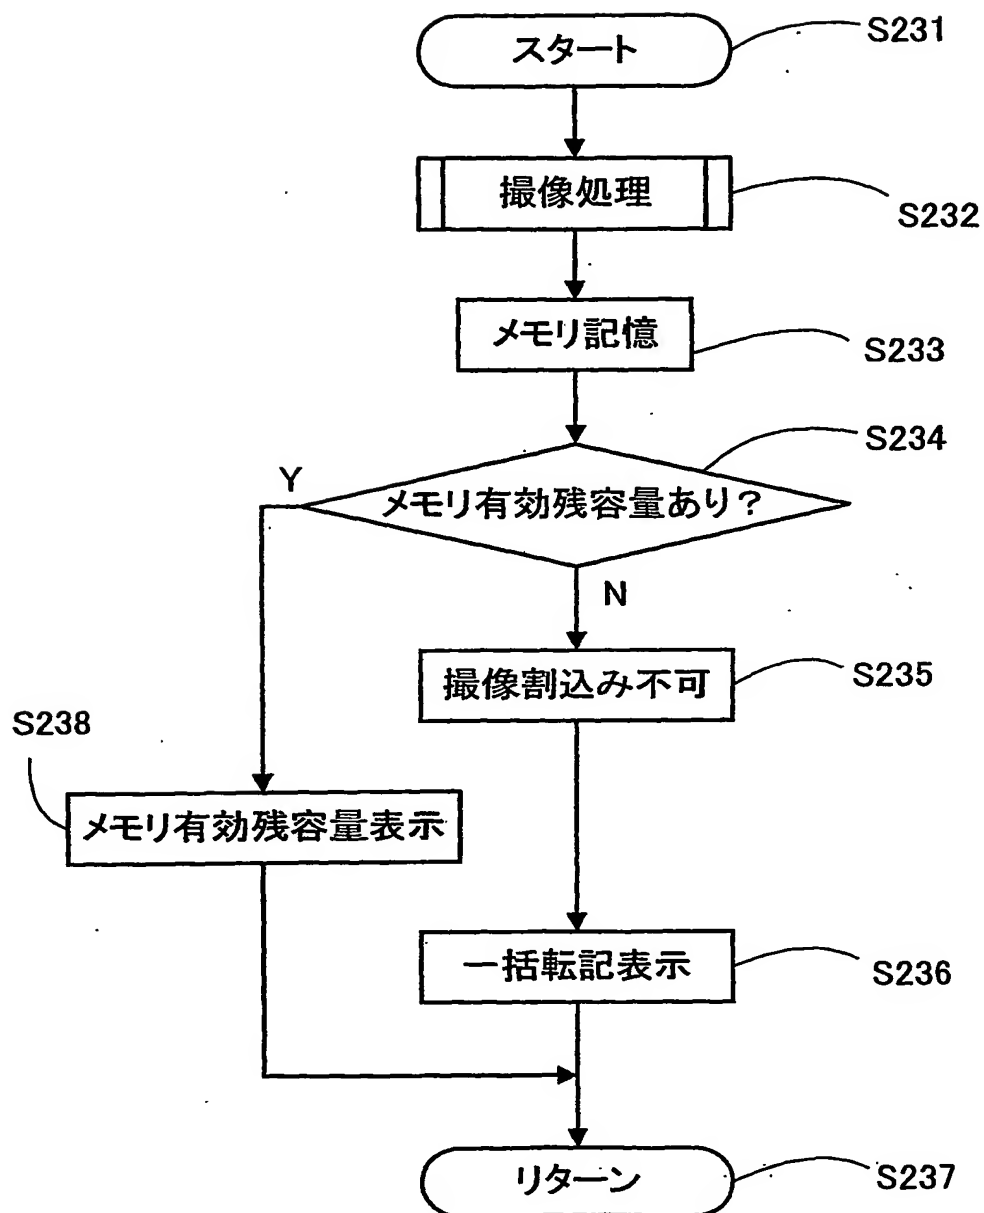 スタート
S231
撮像処理
S232
メモリ記憶
S233
S234
Y
メモリ有効残容量あり?
N
撮像割込み不可
S235
S238
メモリ有効残容量表示
一括転記表示
S236
リターン
S237